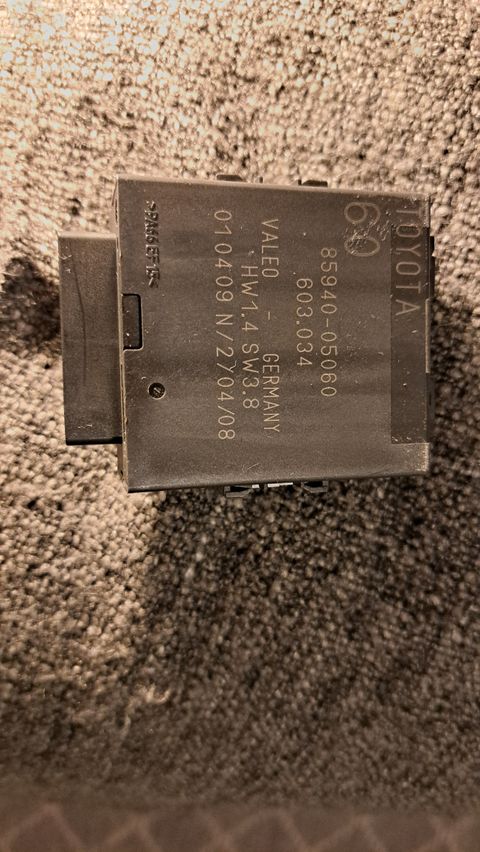 TOYOTA
60
85940-05060
603.034
VALEO - GERMANY
HW1.4 SW3.8
010409 N/2/04/08